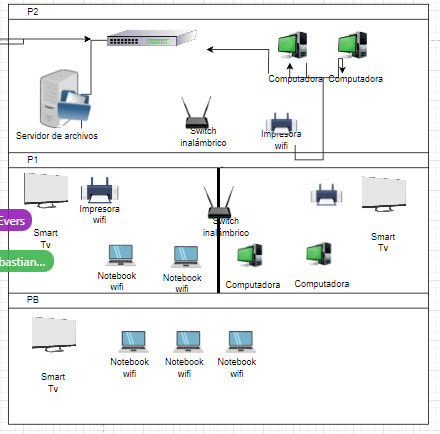 P2
Computadora
Computadora
Servidor de archivos
Switch
inalámbrico
Impresora
wifi
P1
Impresora
wifi
Evers
Smart
Tv
Switch
inalámbrico
Smart
Tv
bastian...
Notebook
wifi
Notebook
wifi
Computadora
Computadora
PB
Smart
Tv
Notebook
wifi
Notebook
wifi
Notebook
wifi